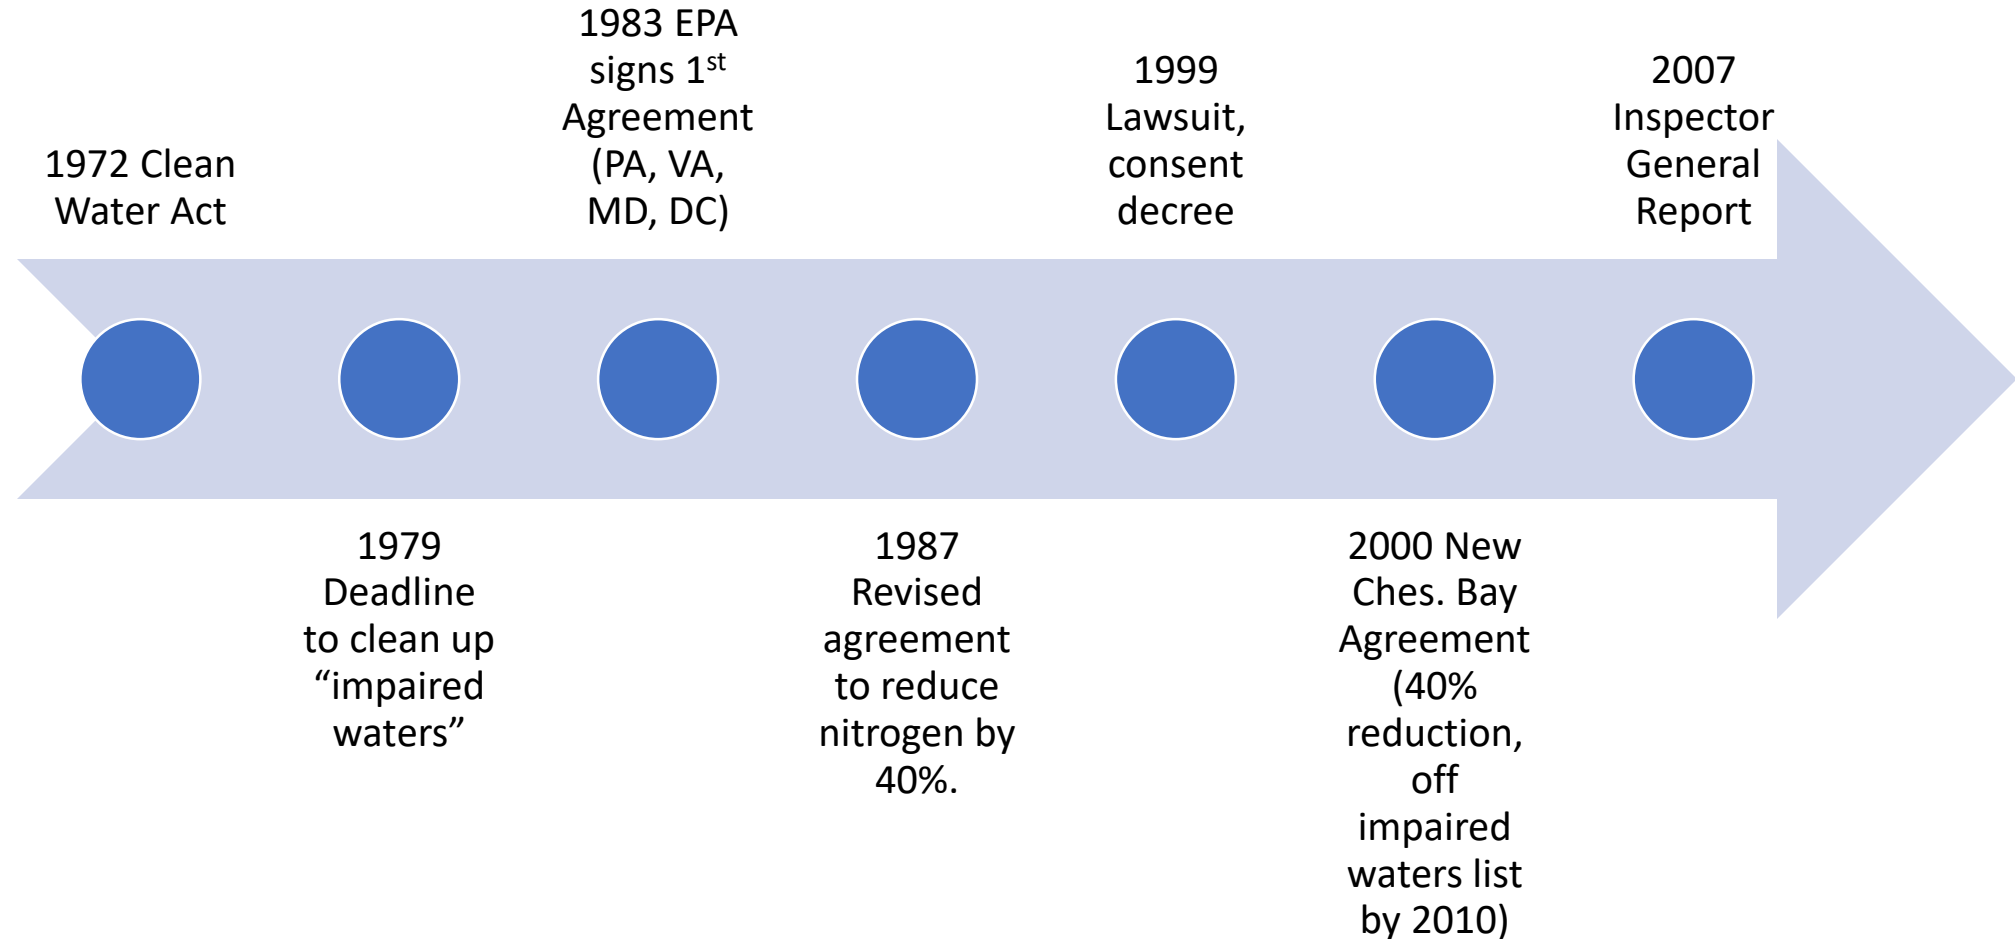 1972 Clean
Water Act
1979
Deadline
to clean up
“impaired
waters”
1983 EPA
signs 1st
Agreement
(PA, VA,
MD, DC)
1987
Revised
agreement
to reduce
nitrogen by
40%.
1999
Lawsuit,
consent
decree
2000 New
Ches. Bay
Agreement
(40%
reduction,
off
impaired
waters list
by 2010)
2007
Inspector
General
Report